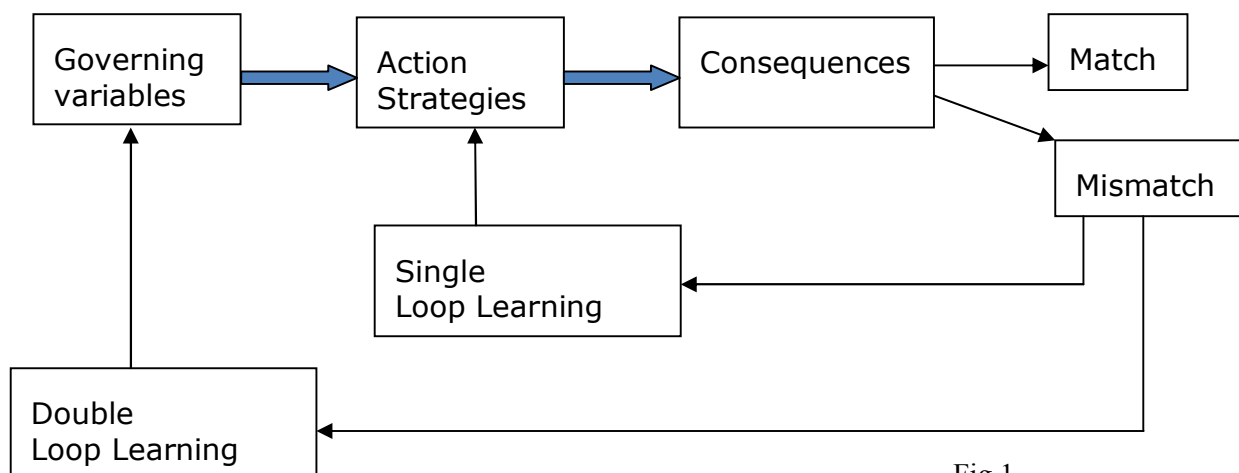 Governing
variables
Action
Strategies
Consequences
Match
Mismatch
Single
Loop Learning
Double
Loop Learning
Fig 1